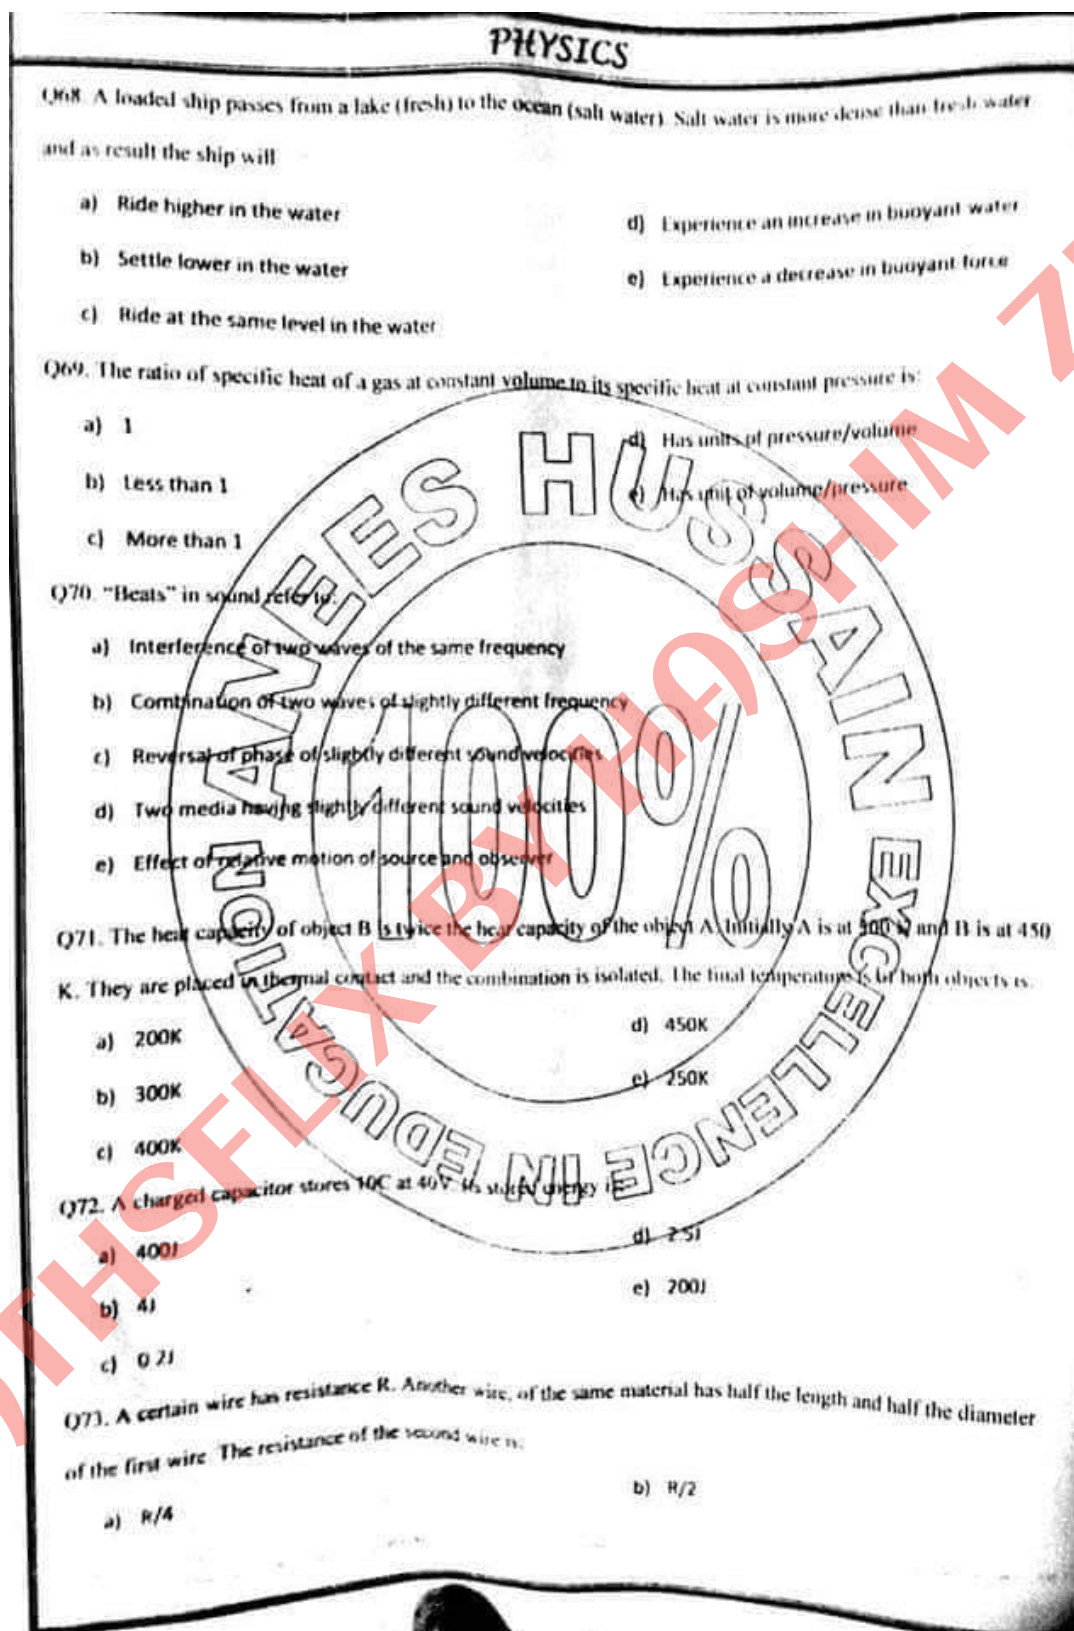 PHYSICS
Q68. A loaded ship passes from a lake (fresh) to the ocean (salt water). Salt water is more dense than fresh water
and as result the ship will
a) Ride higher in the water
d) Experience an increase in buoyant water
b) Settle lower in the water
e) Experience a decrease in buoyant force
c) Ride at the same level in the water
Q69. The ratio of specific heat of a gas at constant volume to its specific heat at constant pressure is:
a) 1
d) Has units of pressure/volume
b) Less than 1
e) Has unit of volume/pressure
c) More than 1
Q70. "Beats" in sound refer to:
a) Interference of two waves of the same frequency
b) Combination of two waves of slightly different frequency
c) Reversal of phase of slightly different sound velocities
d) Two media having slightly different sound velocities
e) Effect of relative motion of source and observer
Q71. The heat capacity of object B is twice the heat capacity of the object A. Initially A is at and B is at 450
K. They are placed in thermal contact and the combination is isolated. The final temperature is of both objects is.
a) 200K
d) 450K
b) 300K
e) 250K
c) 400K
Q72. A charged capacitor stores 10C at 40V. Its stored energy is
a) 400J
d) 2.5J
b) 4J
e) 200J
c) 0.2J
Q73. A certain wire has resistance R. Another wire, of the same material has half the length and half the diameter
of the first wire. The resistance of the second wire is.
a) R/4
b) R/2
ANEES HUSSAIN
EXCELLENCE IN EDUCATION
100%
BY HASHIM